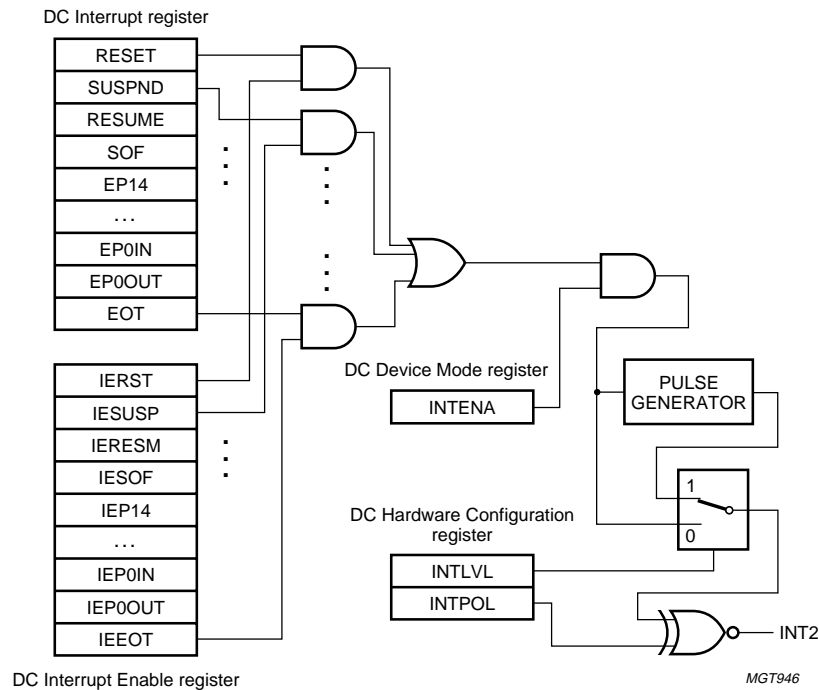 DC Interrupt register
RESET
SUSPND
RESUME
SOF
EP14
...
EP0IN
EP0OUT
EOT
IERST
IESUSP
IERESM
IESOF
IEP14
...
IEP0IN
IEP0OUT
IEEOT
DC Interrupt Enable register
DC Device Mode register
INTENA
PULSE
GENERATOR
1
0
DC Hardware Configuration
register
INTLVL
INTPOL
INT2
MGT946